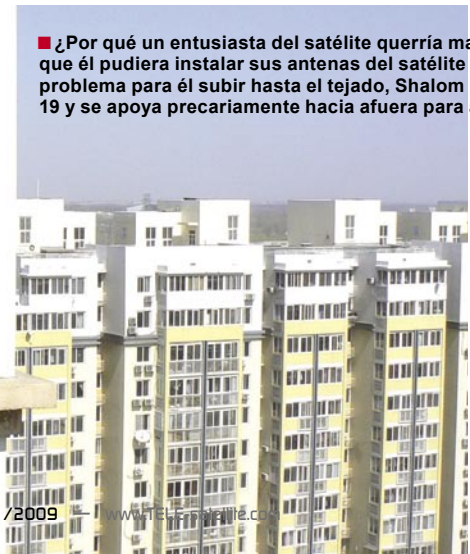 ¿Por qué un entusiasta del satélite querría
que él pudiera instalar sus antenas del satélite
problema para él subir hasta el tejado, Shalom
19 y se apoya precariamente hacia afuera para
/2009 — www.TELE-satellite.co